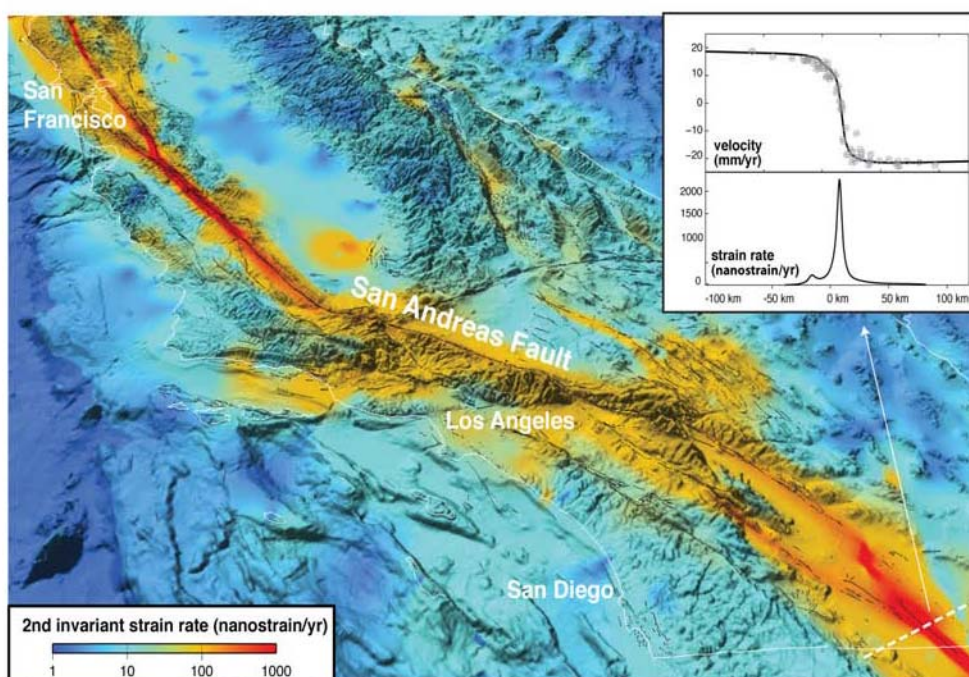 San
Francisco
San Andreas Fault
Los Angeles
San Diego
2nd invariant strain rate (nanostrain/yr)
1 10 100 1000
20
10
0
-10
-20
velocity
(mm/yr)
2000
1500
1000
0
strain rate
(nanostrain/yr)
-100 km -50 km 0 km 50 km 100 km